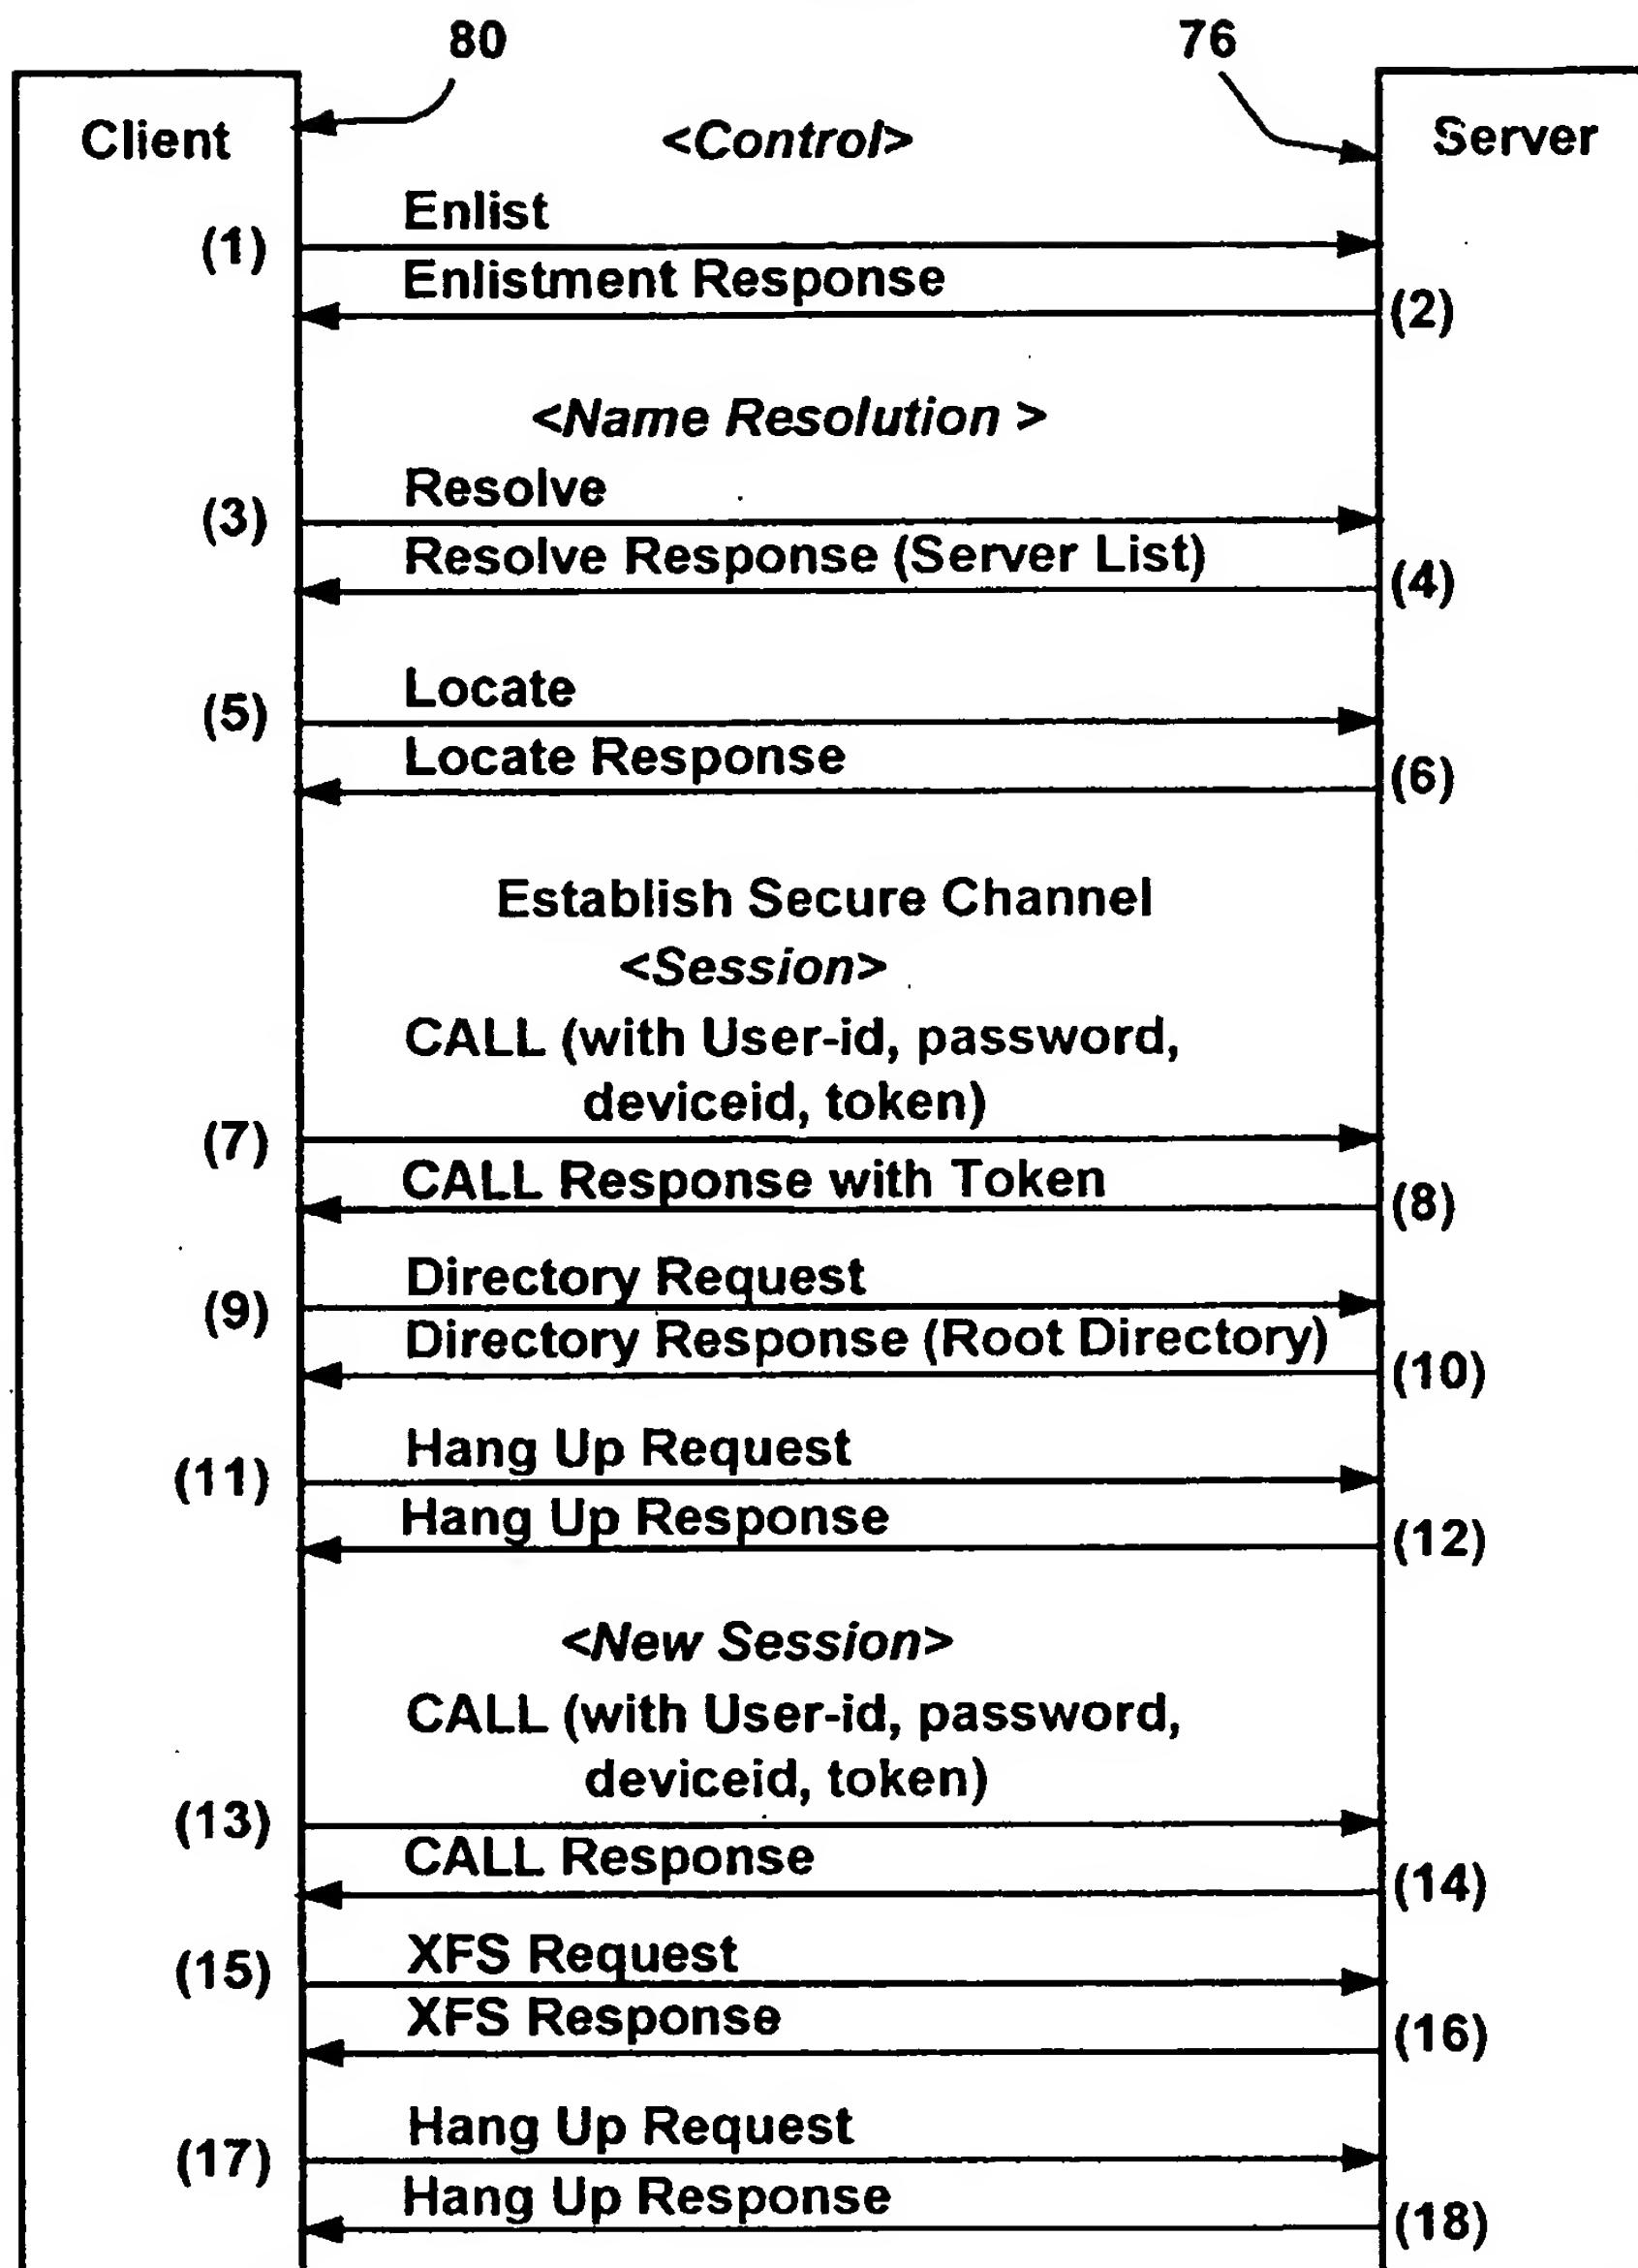 80
76
Client
<Control>
Server
Enlist
(1)
Enlistment Response
(2)
<Name Resolution >
Resolve
(3)
Resolve Response (Server List)
(4)
Locate
(5)
Locate Response
(6)
Establish Secure Channel
<Session>
CALL (with User-id, password,
deviceid, token)
(7)
CALL Response with Token
(8)
Directory Request
(9)
Directory Response (Root Directory)
(10)
Hang Up Request
(11)
Hang Up Response
(12)
<New Session>
CALL (with User-id, password,
deviceid, token)
(13)
CALL Response
(14)
XFS Request
(15)
XFS Response
(16)
Hang Up Request
(17)
Hang Up Response
(18)